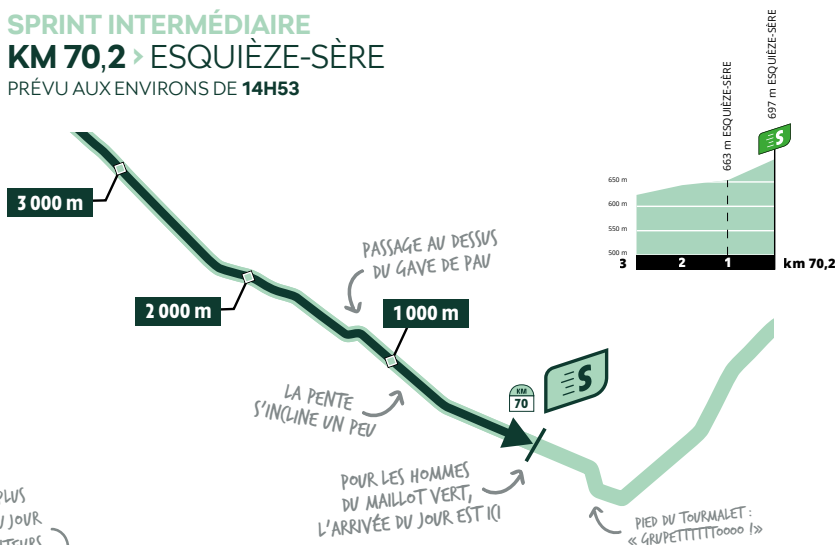 SPRINT INTERMÉDIAIRE
KM 70,2 > ESQUIÈZE-SÈRE
PRÉVU AUX ENVIRONS DE 14H53
697 m ESQUIÈZE-SÈRE
663 m ESQUIÈZE-SÈRE
S
650 m
600 m
550 m
500 m
3 2 1 km 70,2
3 000 m
PASSAGE AU DESSUS
DU GAVE DE PAU
2 000 m
1 000 m
LA PENTE
S'INCLINE UN PEU
KM
70
S
POUR LES HOMMES
DU MAILLOT VERT,
L'ARRIVÉE DU JOUR EST ICI
PIED DU TOURMALET :
« GRUPETTTTTTOOOO !»
PLUS
U JOUR